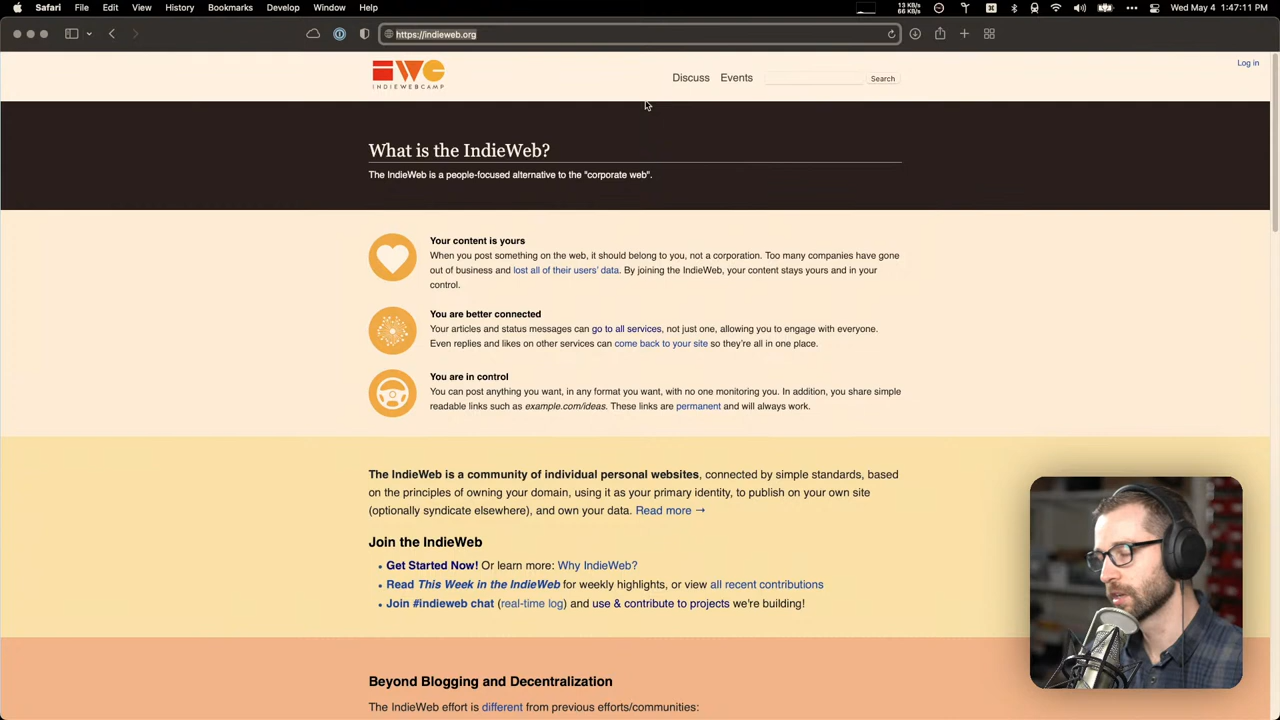 Safari File Edit View History Bookmarks Develop Window Help
13 KB/s
66 KB/s
Wed May 4 1:47:11 PM
https://indieweb.org
INDIEWEBCAMP
Discuss Events
Search
Log in
What is the IndieWeb?
The IndieWeb is a people-focused alternative to the "corporate web".
Your content is yours
When you post something on the web, it should belong to you, not a corporation. Too many companies have gone
out of business and lost all of their users' data. By joining the IndieWeb, your content stays yours and in your
control.
You are better connected
Your articles and status messages can go to all services, not just one, allowing you to engage with everyone.
Even replies and likes on other services can come back to your site so they're all in one place.
You are in control
You can post anything you want, in any format you want, with no one monitoring you. In addition, you share simple
readable links such as example.com/ideas. These links are permanent and will always work.
The IndieWeb is a community of individual personal websites, connected by simple standards, based
on the principles of owning your domain, using it as your primary identity, to publish on your own site
(optionally syndicate elsewhere), and own your data. Read more →
Join the IndieWeb
• Get Started Now! Or learn more: Why IndieWeb?
• Read This Week in the IndieWeb for weekly highlights, or view all recent contributions
• Join #indieweb chat (real-time log) and use & contribute to projects we're building!
Beyond Blogging and Decentralization
The IndieWeb effort is different from previous efforts/communities: